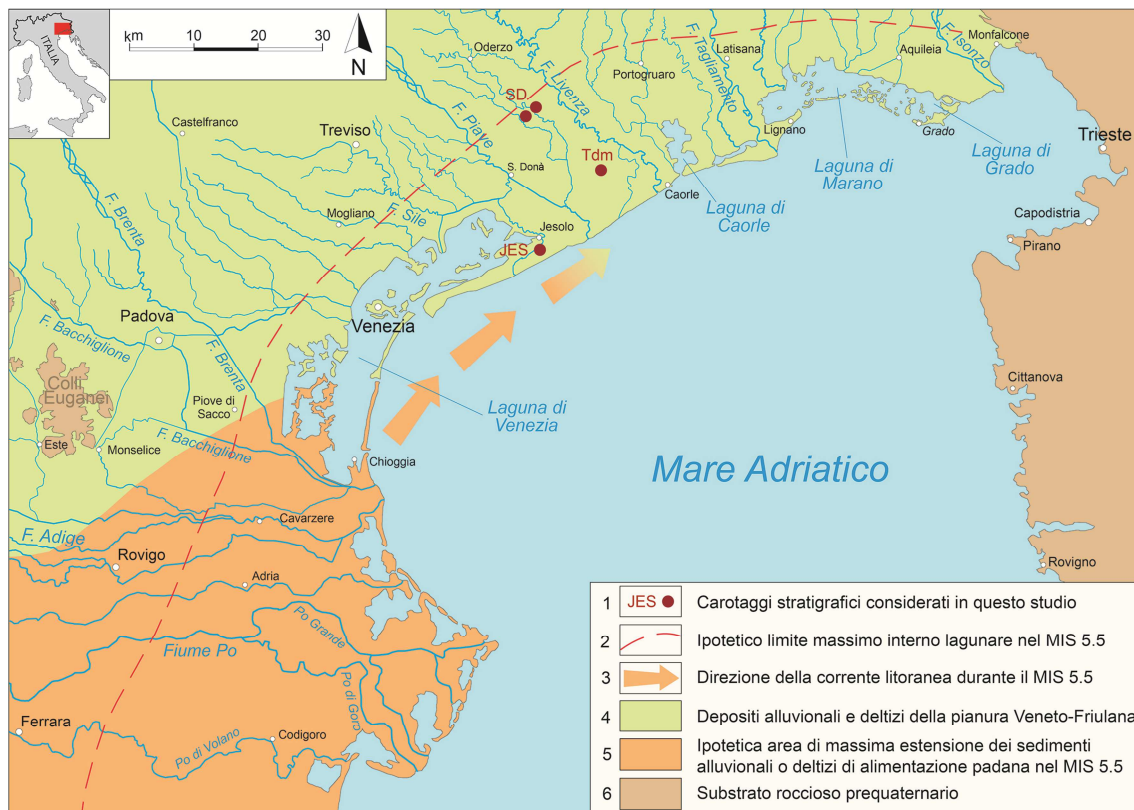 ITALIA
km
0
10
20
30
N
Oderzo
F. Livenza
F. Tagliamento
Latisana
Portogruaro
Aquileia
F. Isonzo
Monfalcone
SD
F. Piave
Castelfranco
Treviso
Tdm
S. Donà
Lignano
Grado
Trieste
Laguna di
Marano
Laguna di
Grado
Caorle
Laguna di
Caorle
F. Brenta
Mogliano
F. Sile
Jesolo
JES
Capodistria
Pirano
Padova
Venezia
F. Bacchiglione
F. Brenta
Colli
Euganei
Piove di
Sacco
Laguna di
Venezia
Cittanova
Este
Monselice
F. Bacchiglione
Chioggia
Mare Adriatico
F. Adige
Cavarzere
Rovigo
Adria
Rovigno
Po Grande
Fiume Po
Po di Gora
Ferrara
Po di Volano
Codigoro
1 JES Carotaggi stratigrafici considerati in questo studio
2 Ipotetico limite massimo interno lagunare nel MIS 5.5
3 Direzione della corrente litoranea durante il MIS 5.5
4 Depositi alluvionali e deltizi della pianura Veneto-Friulana
5 Ipotetica area di massima estensione dei sedimenti
alluvionali o deltizi di alimentazione padana nel MIS 5.5
6 Substrato roccioso prequaternario